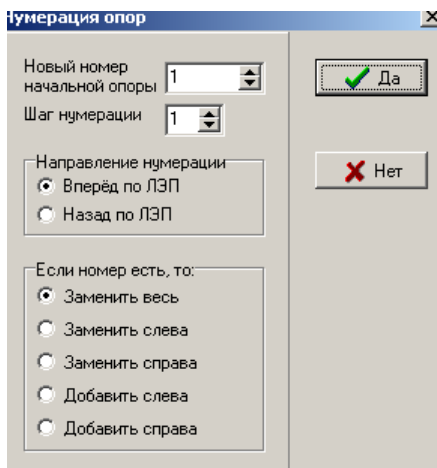 Нумерация опор
Новый номер
начальной опоры 1
Да
Шаг нумерации 1
Нет
Направление нумерации
Вперёд по ЛЭП
Назад по ЛЭП
Если номер есть, то:
Заменить весь
Заменить слева
Заменить справа
Добавить слева
Добавить справа